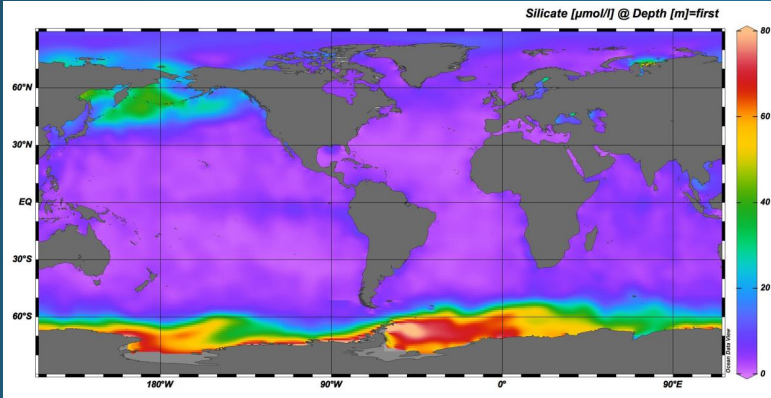 Silicate [μmol/l] @ Depth [m]=first
80
60
40
20
0
60°N
30°N
EQ
30°S
60°S
180°W
90°W
0°
90°E
Ocean Data View